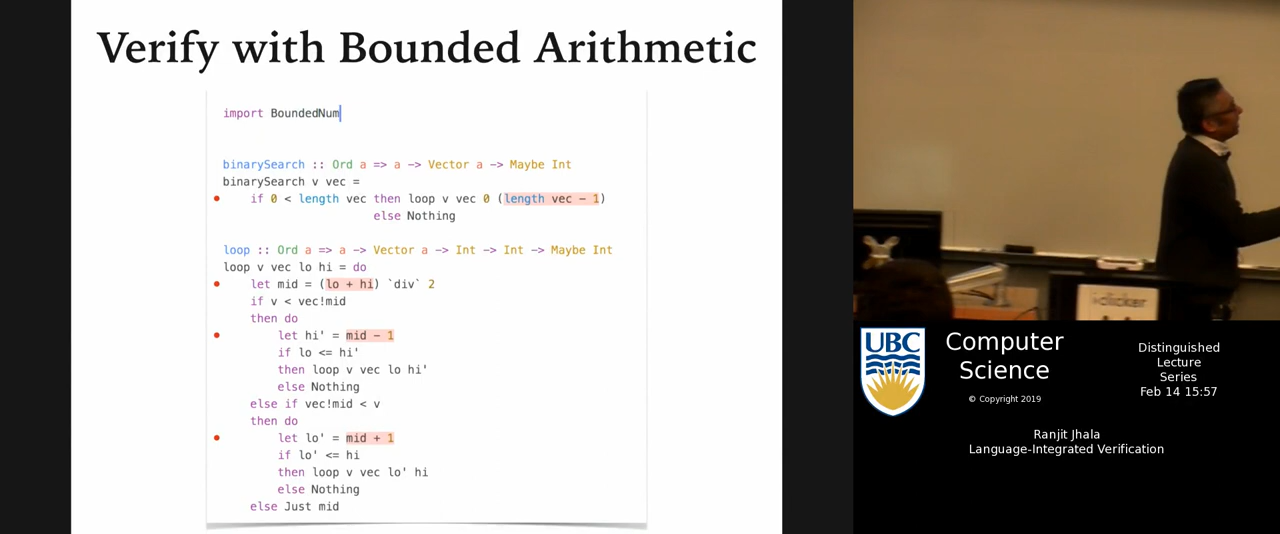 Verify with Bounded Arithmetic
import BoundedNum
binarySearch :: Ord a => a -> Vector a -> Maybe Int
binarySearch v vec =
if 0 < length vec then loop v vec 0 (length vec - 1)
else Nothing
loop :: Ord a => a -> Vector a -> Int -> Int -> Maybe Int
loop v vec lo hi = do
let mid = (lo + hi) `div` 2
if v < vec!mid
then do
let hi' = mid - 1
if lo <= hi'
then loop v vec lo hi'
else Nothing
else if vec!mid < v
then do
let lo' = mid + 1
if lo' <= hi
then loop v vec lo' hi
else Nothing
else Just mid
iclicker
UBC
Computer
Science
© Copyright 2019
Distinguished
Lecture
Series
Feb 14 15:57
Ranjit Jhala
Language-Integrated Verification